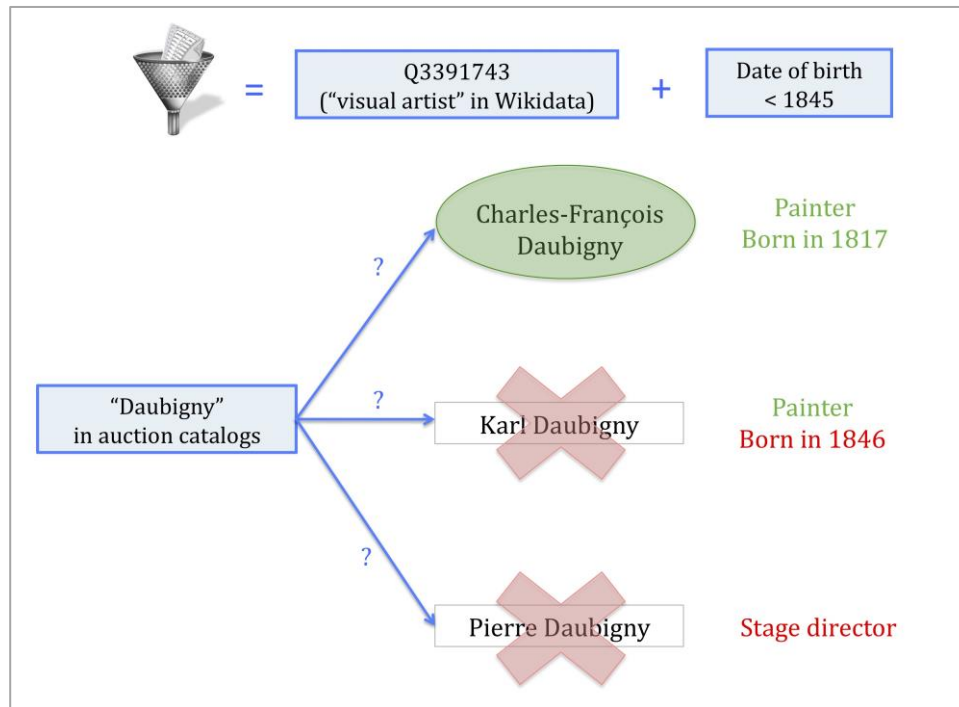 =
Q3391743
(“visual artist” in Wikidata)
+
Date of birth
< 1845
Charles-François
Daubigny
Painter
Born in 1817
?
“Daubigny”
in auction catalogs
?
Karl Daubigny
Painter
Born in 1846
?
Pierre Daubigny
Stage director